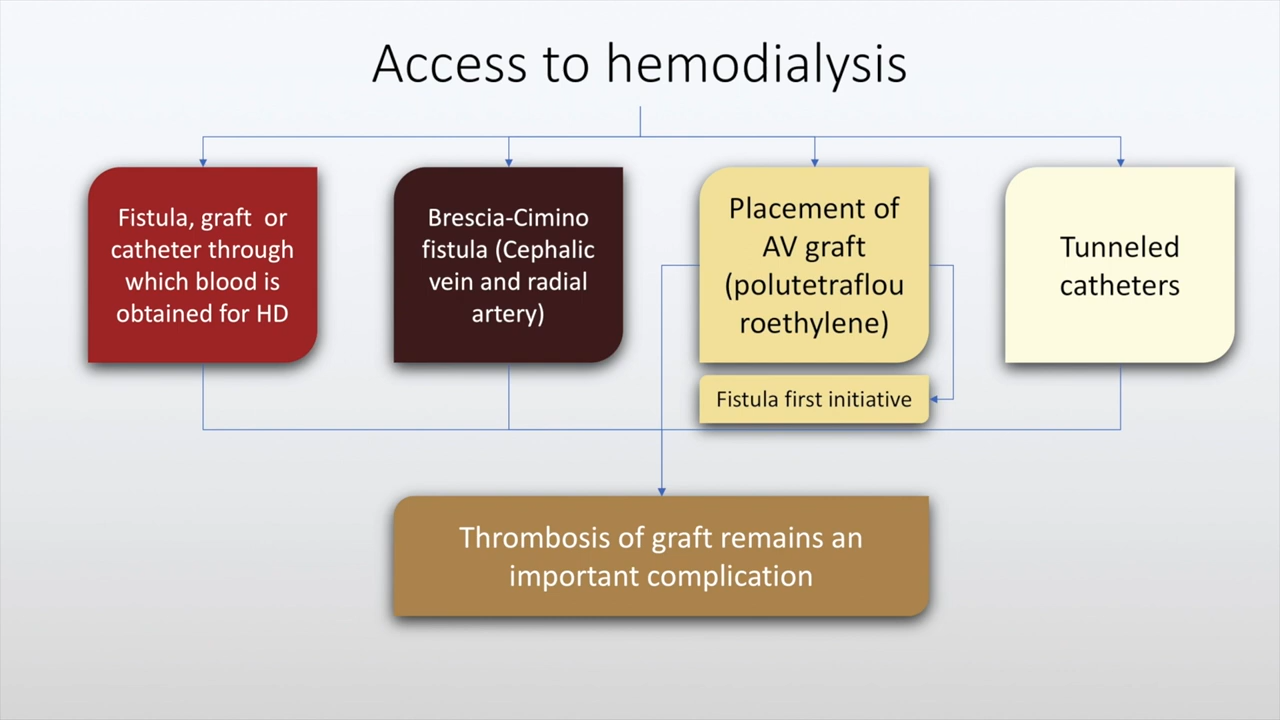 Access to hemodialysis
Fistula, graft or
catheter through
which blood is
obtained for HD
Brescia-Cimino
fistula (Cephalic
vein and radial
artery)
Placement of
AV graft
(polutetraflou
roethylene)
Fistula first initiative
Tunneled
catheters
Thrombosis of graft remains an
important complication